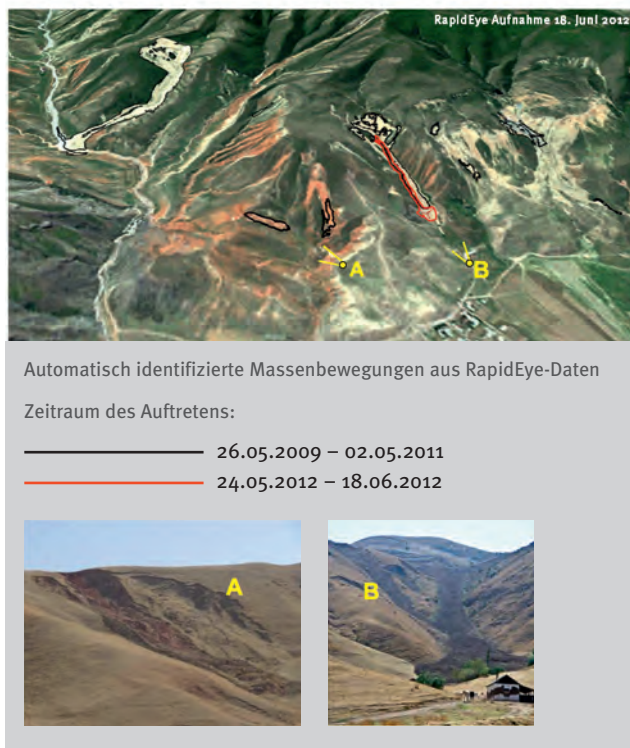 RapidEye Aufnahme 18. Juni 2012
A
B
Automatisch identifizierte Massenbewegungen aus RapidEye-Daten
Zeitraum des Auftretens:
26.05.2009 – 02.05.2011
24.05.2012 – 18.06.2012
A
B